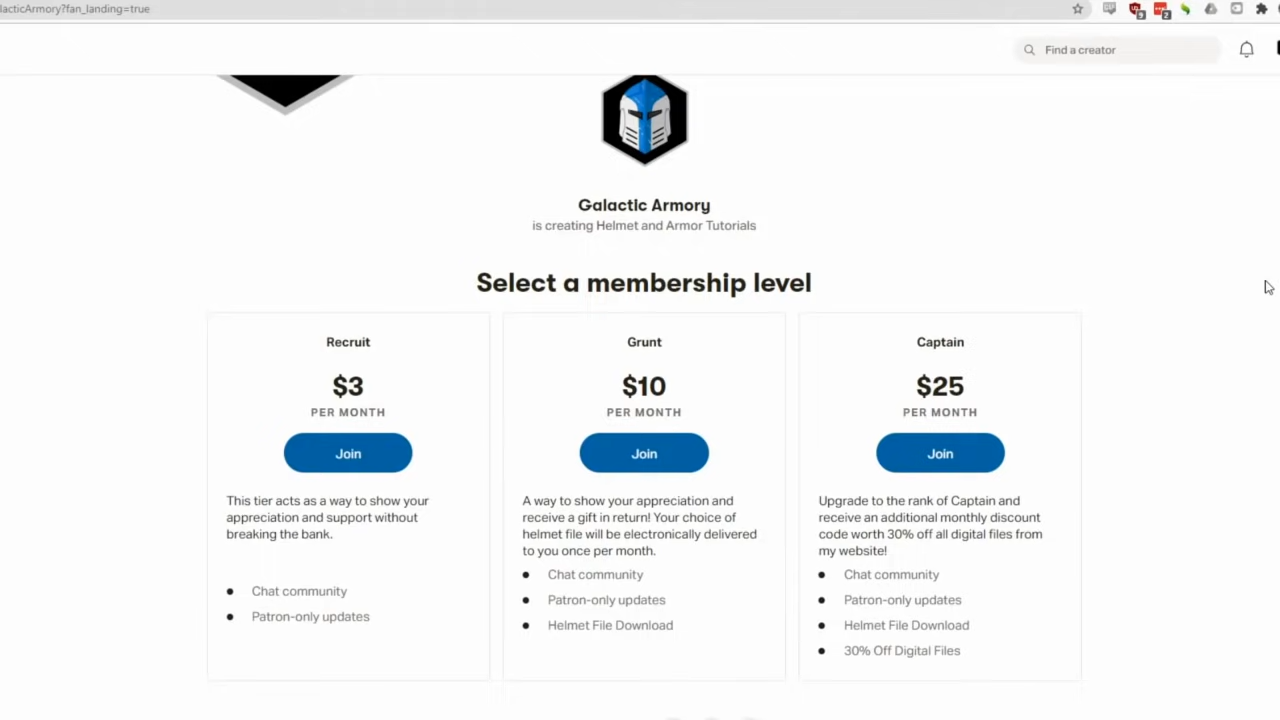 lacticArmory?fan_landing=true
9
2
Find a creator
Galactic Armory
is creating Helmet and Armor Tutorials
Select a membership level
Recruit
$3
PER MONTH
Join
This tier acts as a way to show your
appreciation and support without
breaking the bank.
Chat community
Patron-only updates
Grunt
$10
PER MONTH
Join
A way to show your appreciation and
receive a gift in return! Your choice of
helmet file will be electronically delivered
to you once per month.
Chat community
Patron-only updates
Helmet File Download
Captain
$25
PER MONTH
Join
Upgrade to the rank of Captain and
receive an additional monthly discount
code worth 30% off all digital files from
my website!
Chat community
Patron-only updates
Helmet File Download
30% Off Digital Files